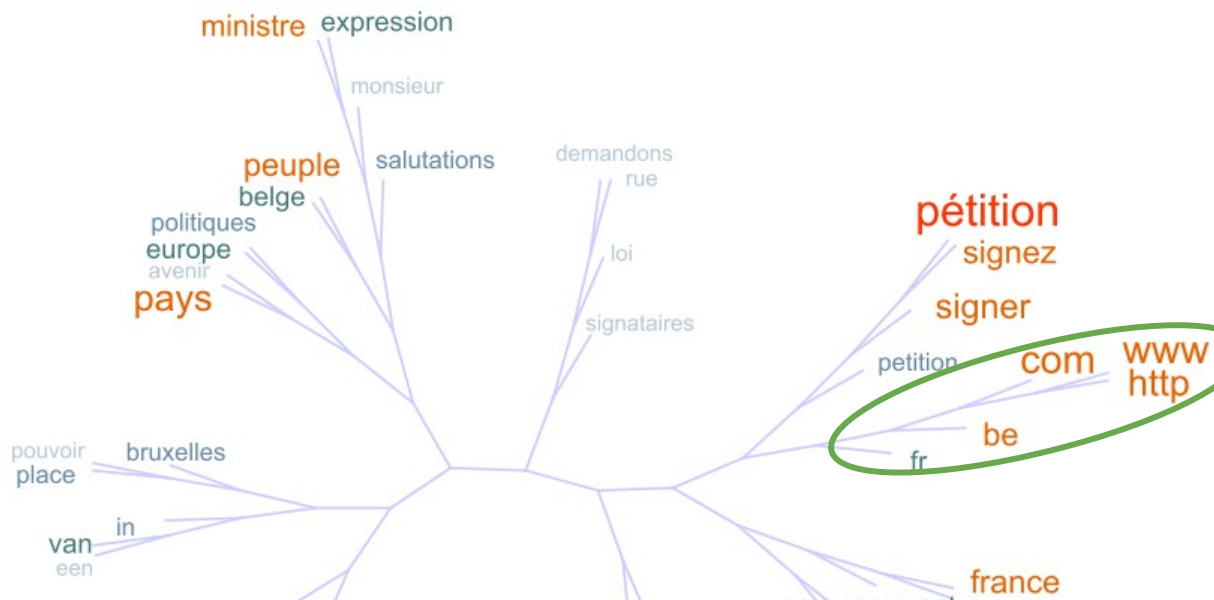 ministre expression
monsieur
peuple salutations
belge
politiques
europe
avenir
pays
demandons
rue
loi
signataires
pétition
signez
signer
petition
com www
http
be
fr
pouvoir bruxelles
place
in
van
een
france